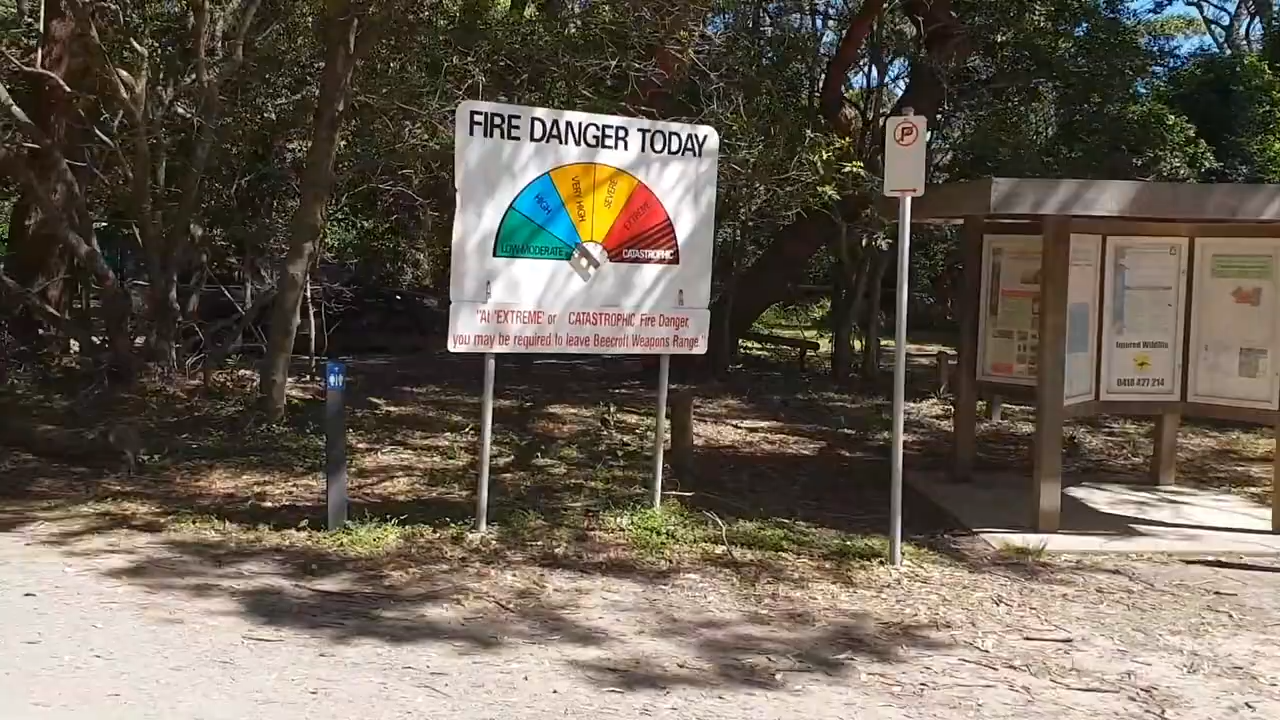 FIRE DANGER TODAY
LOW-MODERATE
HIGH
VERY HIGH
SEVERE
EXTREME
CATASTROPHIC
"At 'EXTREME' or CATASTROPHIC Fire Danger,
you may be required to leave Beecroft Weapons Range."
P
Injured Wildlife
0418 427 214